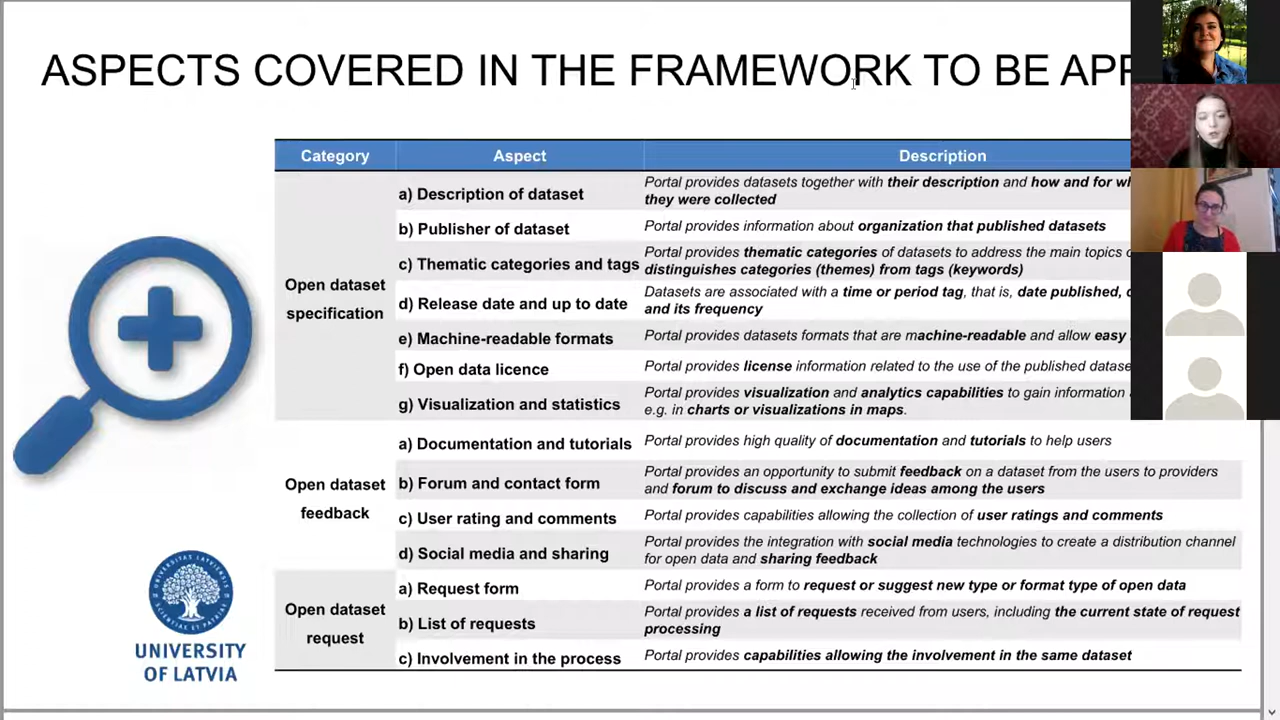 ASPECTS COVERED IN THE FRAMEWORK TO BE
Category Aspect Description
Open dataset
specification
a) Description of dataset
Portal provides datasets together with their description and how and for
they were collected
b) Publisher of dataset
Portal provides information about organization that published datasets
c) Thematic categories and tags
Portal provides thematic categories of datasets to address the main topics
distinguishes categories (themes) from tags (keywords)
d) Release date and up to date
Datasets are associated with a time or period tag, that is, date published,
and its frequency
e) Machine-readable formats
Portal provides datasets formats that are machine-readable and allow easy
f) Open data licence
Portal provides license information related to the use of the published
g) Visualization and statistics
Portal provides visualization and analytics capabilities to gain information
e.g. in charts or visualizations in maps.
Open dataset
feedback
a) Documentation and tutorials
Portal provides high quality of documentation and tutorials to help users
b) Forum and contact form
Portal provides an opportunity to submit feedback on a dataset from the users to providers
and forum to discuss and exchange ideas among the users
c) User rating and comments
Portal provides capabilities allowing the collection of user ratings and comments
d) Social media and sharing
Portal provides the integration with social media technologies to create a distribution channel
for open data and sharing feedback
Open dataset
request
a) Request form
Portal provides a form to request or suggest new type or format type of open data
b) List of requests
Portal provides a list of requests received from users, including the current state of request
processing
c) Involvement in the process
Portal provides capabilities allowing the involvement in the same dataset
UNIVERSITY
OF LATVIA